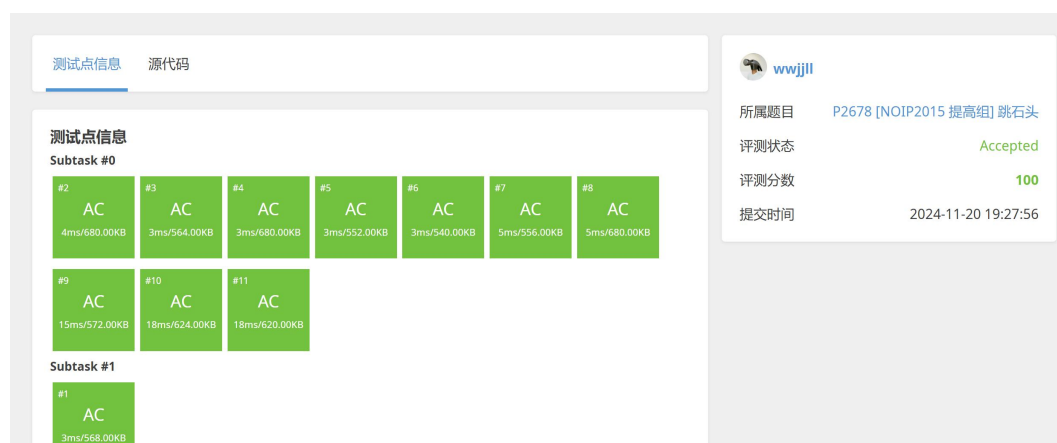 测试点信息 源代码
wwjjll
所属题目 P2678 [NOIP2015 提高组] 跳石头
评测状态 Accepted
评测分数 100
提交时间 2024-11-20 19:27:56
测试点信息
Subtask #0
#2 #3 #4 #5 #6 #7 #8
AC AC AC AC AC AC AC
4ms/680.00KB 3ms/564.00KB 3ms/680.00KB 3ms/552.00KB 3ms/540.00KB 5ms/556.00KB 5ms/680.00KB
#9 #10 #11
AC AC AC
15ms/572.00KB 18ms/624.00KB 18ms/620.00KB
Subtask #1
#1
AC
3ms/568.00KB